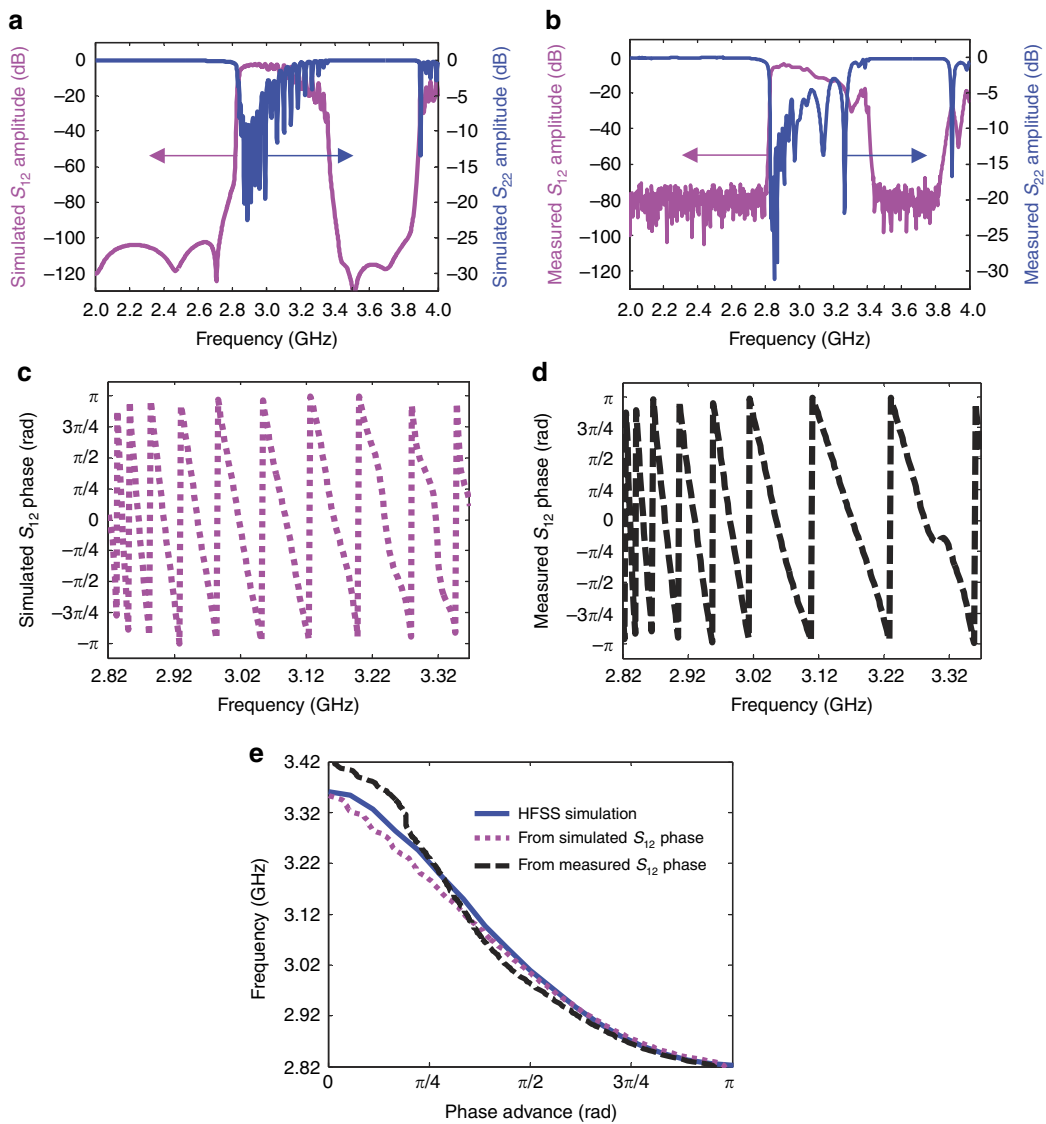 a
Simulated S12 amplitude (dB)
0
−20
−40
−60
−80
−100
−120
0
−5
−10
−15
−20
−25
−30
Simulated S22 amplitude (dB)
2.0 2.2 2.4 2.6 2.8 3.0 3.2 3.4 3.6 3.8 4.0
Frequency (GHz)
b
Measured S12 amplitude (dB)
0
−20
−40
−60
−80
−100
−120
0
−5
−10
−15
−20
−25
−30
Measured S22 amplitude (dB)
2.0 2.2 2.4 2.6 2.8 3.0 3.2 3.4 3.6 3.8 4.0
Frequency (GHz)
c
Simulated S12 phase (rad)
π
3π/4
π/2
π/4
0
−π/4
−π/2
−3π/4
−π
2.82 2.92 3.02 3.12 3.22 3.32
Frequency (GHz)
d
Measured S12 phase (rad)
π
3π/4
π/2
π/4
0
−π/4
−π/2
−3π/4
−π
2.82 2.92 3.02 3.12 3.22 3.32
Frequency (GHz)
e
Frequency (GHz)
3.42
3.32
3.22
3.12
3.02
2.92
2.82
HFSS simulation
From simulated S12 phase
From measured S12 phase
0 π/4 π/2 3π/4 π
Phase advance (rad)